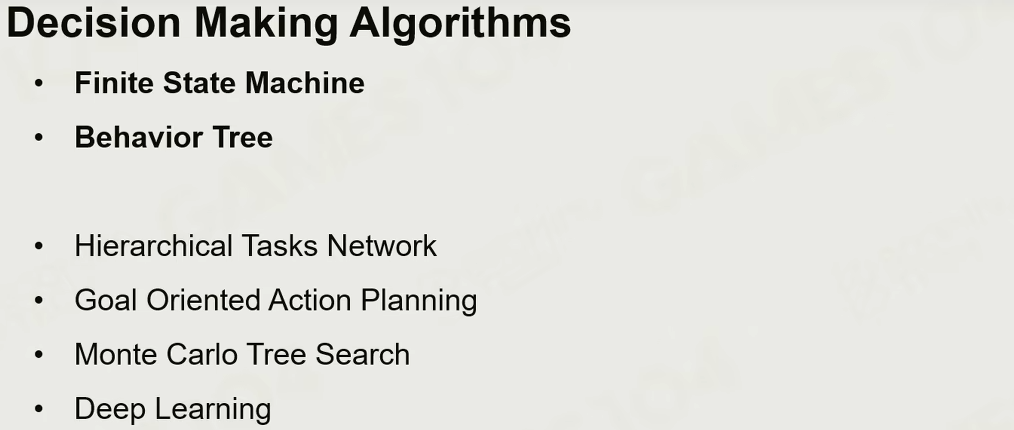 Decision Making Algorithms
• Finite State Machine
• Behavior Tree
• Hierarchical Tasks Network
• Goal Oriented Action Planning
• Monte Carlo Tree Search
• Deep Learning